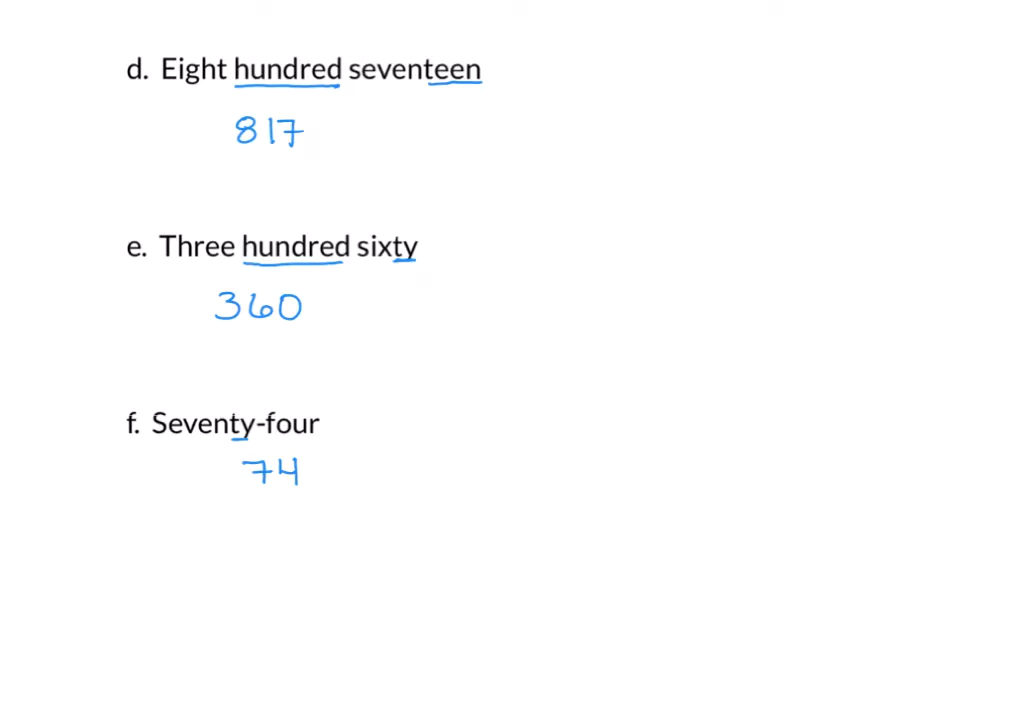 d. Eight hundred seventeen
817
e. Three hundred sixty
360
f. Seventy-four
74